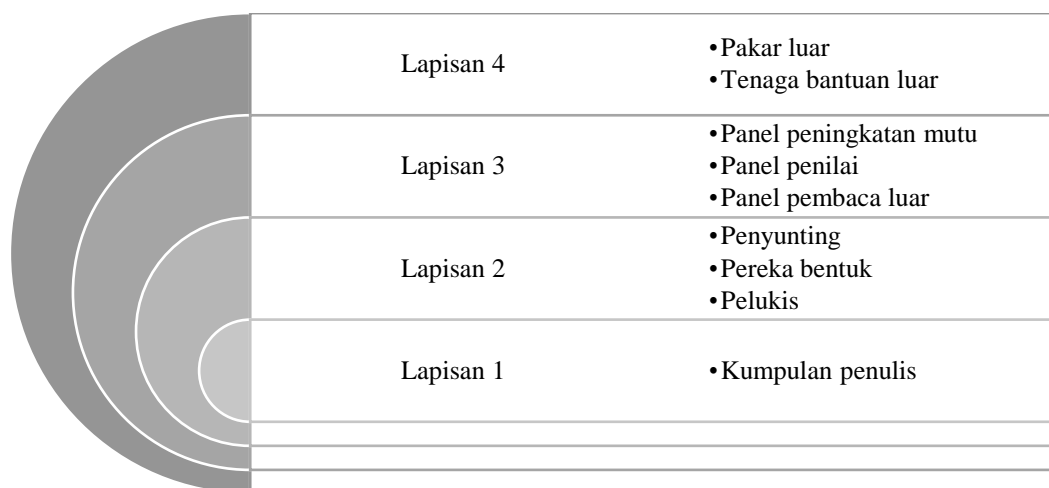 Lapisan 4
•Pakar luar
•Tenaga bantuan luar
Lapisan 3
•Panel peningkatan mutu
•Panel penilai
•Panel pembaca luar
Lapisan 2
•Penyunting
•Pereka bentuk
•Pelukis
Lapisan 1
•Kumpulan penulis